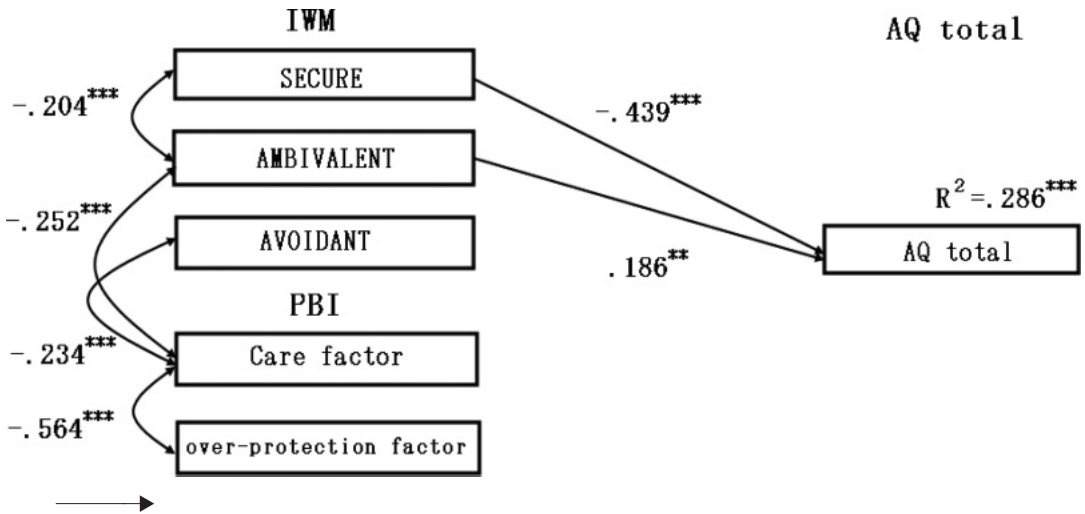 IWM
AQ total
SECURE
-.204***
-.439***
AMBIVALENT
-.252***
R²=.286***
AVOIDANT
AQ total
.186**
PBI
-.234***
Care factor
-.564***
over-protection factor